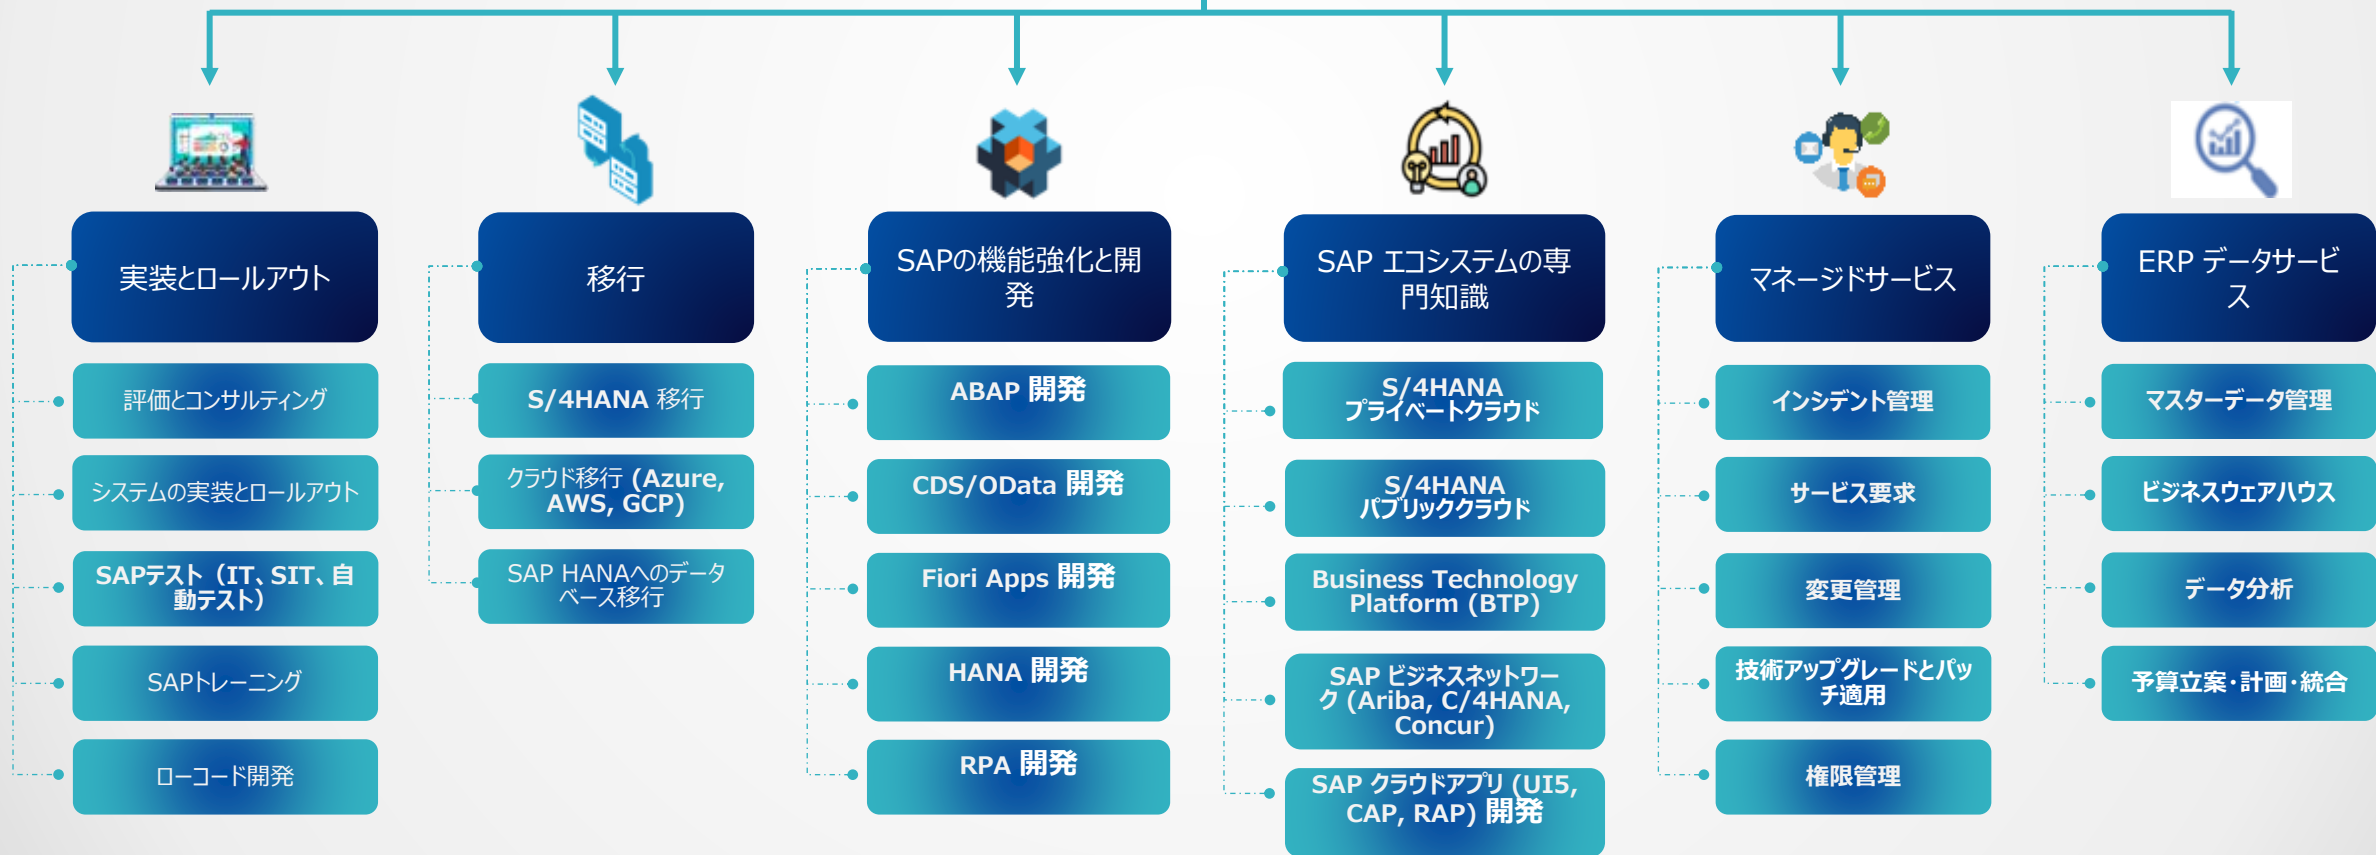 実装とロールアウト
評価とコンサルティング
システムの実装とロールアウト
SAPテスト（IT、SIT、自
動テスト）
SAPトレーニング
ローコード開発
移行
S/4HANA 移行
クラウド移行 (Azure,
AWS, GCP)
SAP HANAへのデータ
ベース移行
SAPの機能強化と開
発
ABAP 開発
CDS/OData 開発
Fiori Apps 開発
HANA 開発
RPA 開発
SAP エコシステムの専
門知識
S/4HANA
プライベートクラウド
S/4HANA
パブリッククラウド
Business Technology
Platform (BTP)
SAP ビジネスネットワー
ク (Ariba, C/4HANA,
Concur)
SAP クラウドアプリ (UI5,
CAP, RAP) 開発
マネージドサービス
インシデント管理
サービス要求
変更管理
技術アップグレードとパッ
チ適用
権限管理
ERP データサービ
ス
マスターデータ管理
ビジネスウェアハウス
データ分析
予算立案・計画・統合